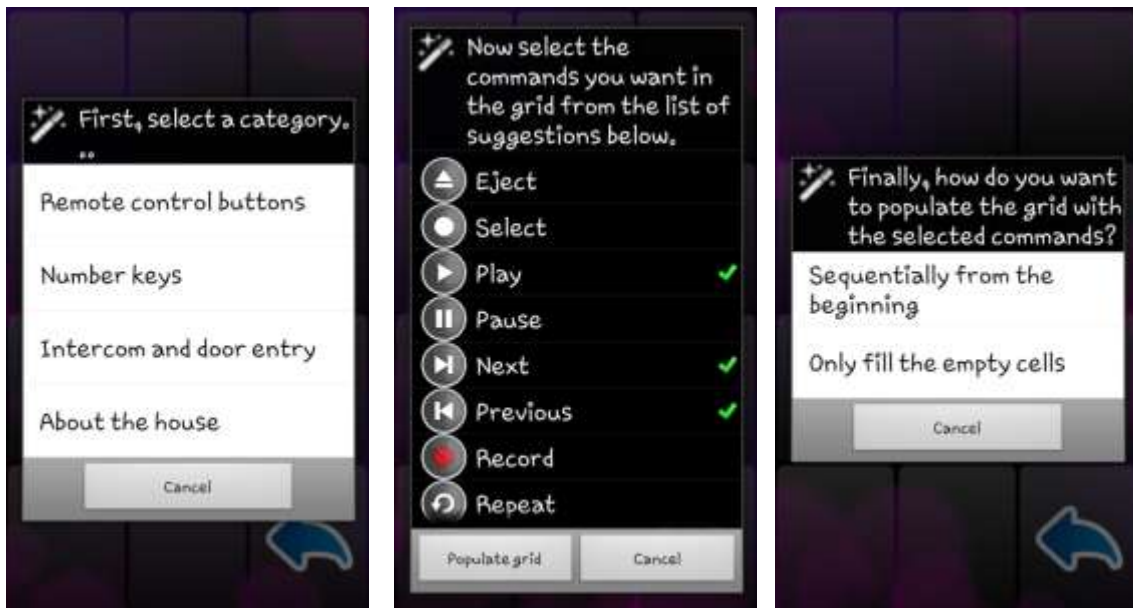 First, select a category.
..
Remote control buttons
Number keys
Intercom and door entry
About the house
Cancel
Now select the
commands you want in
the grid from the list of
suggestions below.
Eject
Select
Play
Pause
Next
Previous
Record
Repeat
Populate grid
Cancel
Finally, how do you want
to populate the grid with
the selected commands?
Sequentially from the
beginning
Only fill the empty cells
Cancel